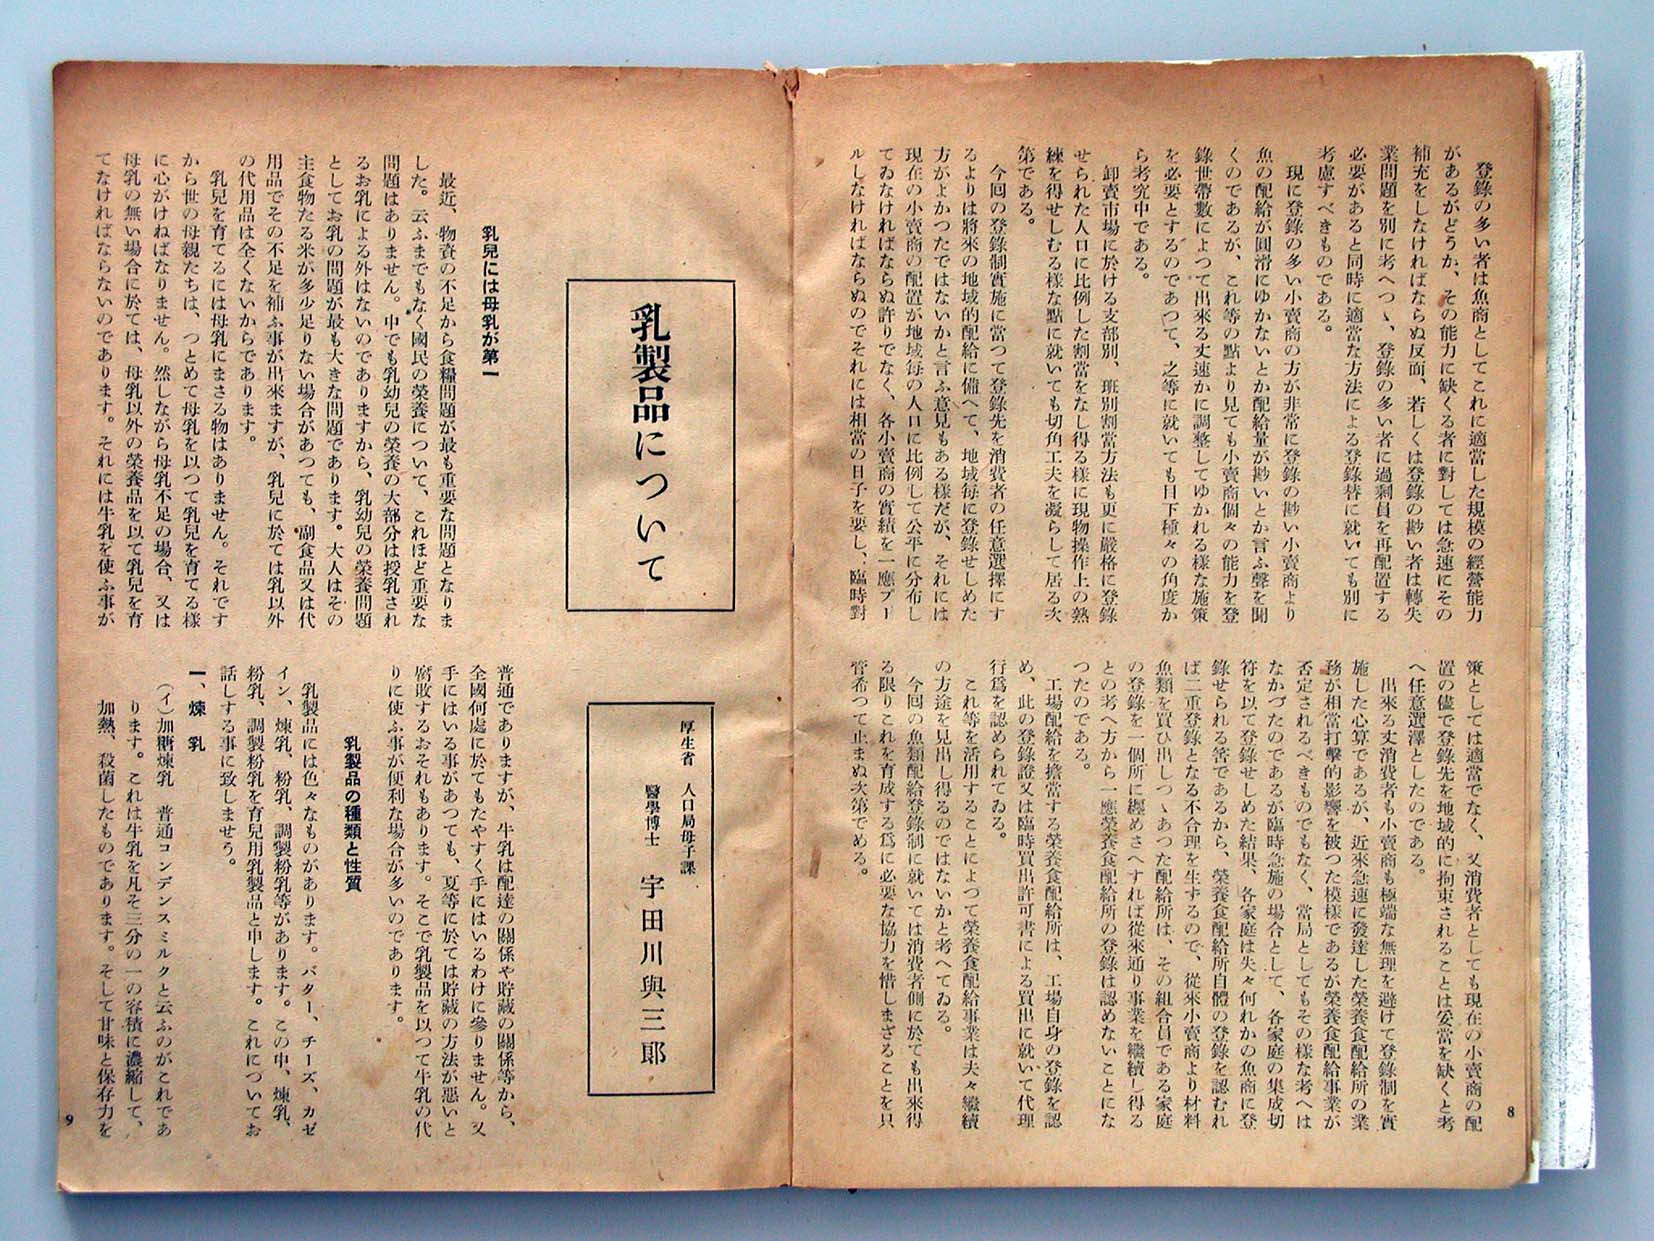 登錄の多い者は魚商としてこれに適當した規模の經營能力
があるがどうか、その能力に缺くる者に對しては急速にその
補充をしなければならぬ反面、若しくは登錄の尠い者は轉失
業問題を別に考へつゝ、登錄の多い者に過剩員を再配置する
必要があると同時に適當な方法による登錄替に就いても別に
考慮すべきものである。
現に登錄の多い小賣商の方が非常に登錄の尠い小賣商より
魚の配給が圓滑にゆかないとか配給量が尠いとか言ふ聲を聞
くのであるが、これ等の點より見ても小賣商個々の能力を登
錄世帶數によつて出來る丈速かに調整してゆかれる樣な施策
を必要とするのであつて、之等に就いても目下種々の角度か
ら考究中である。
卸賣市場に於ける支部別、班別割當方法も更に嚴格に登錄
せられた人口に比例した割當をなし得る樣に現物操作上の熟
練を得せしむる樣な點に就いても切角工夫を凝らして居る次
第である。
今囘の登錄制實施に當つて登錄先を消費者の任意選擇にす
るよりは將來の地域的配給に備へて、地域每に登錄せしめた
方がよかつたではないかと言ふ意見もある樣だが、それには
現在の小賣商の配置が地域每の人口に比例して公平に分布し
てゐなければならぬ許りでなく、各小賣商の實績を一應プー
ルしなければならぬのでそれには相當の日子を要し、臨時對
策としては適當でなく、又消費者としても現在の小賣商の配
置の儘で登錄先を地域的に拘束されることは妥當を缺くと考
へ任意選擇としたのである。
出來る丈消費者も小賣商も極端な無理を避けて登錄制を實
施した心算であるが、近來急速に發達した榮養食配給所の業
務が相當打擊的影響を被つた模樣であるが榮養食配給事業が
否定されるべきものでもなく、當局としてもその樣な考へは
なかつたのであるが臨時急施の場合として、各家庭の集成切
符を以て登錄せしめた結果、各家庭は夫々何れかの魚商に登
錄せられる筈であるから、榮養食配給所自體の登錄を認むれ
ば二重登錄となる不合理を生ずるので、從來小賣商より材料
魚類を買ひ出しつゝあつた配給所は、その組合員である家庭
の登錄を一個所に纏めさへすれば從來通り事業を繼續し得る
との考へ方から一應榮養食配給所の登錄は認めないことにな
つたのである。
工場配給を擔當する榮養食配給所は、工場自身の登錄を認
め、此の登錄證又は臨時買出許可書による買出に就いて代理
行爲を認められてゐる。
これ等を活用することによつて榮養食配給事業は夫々繼續
の方途を見出し得るのではないかと考へてゐる。
今囘の魚類配給登錄制に就いては消費者側に於ても出來得
る限りこれを育成する爲に必要な協力を惜しまざることを只
管希つて止まぬ次第である。
8
乳製品について
厚生省　人口局母子課
醫學博士　宇田川與三郞
乳兒には母乳が第一
最近、物資の不足から食糧問題が最も重要な問題となりま
した。云ふまでもなく國民の榮養について、これほど重要な
問題はありません。中でも乳幼兒の榮養の大部分は授乳され
るお乳による外はないのでありますから、乳幼兒の榮養問題
としてお乳の問題が最も大きな問題であります。大人はその
主食物たる米が多少足りない場合があつても、副食品又は代
用品でその不足を補ふ事が出來ますが、乳兒に於ては乳以外
の代用品は全くないからであります。
乳兒を育てるには母乳にまさる物はありません。それです
から世の母親たちは、つとめて母乳を以つて乳兒を育てる樣
に心がけねばなりません。然しながら母乳不足の場合、又は
母乳の無い場合に於ては、母乳以外の榮養品を以て乳兒を育
てなければならないのであります。それには牛乳を使ふ事が
普通でありますが、牛乳は配達の關係や貯藏の關係等から、
全國何處に於てもたやすく手にはいるわけに參りません。又
手にはいる事があつても、夏等に於ては貯藏の方法が惡いと
腐敗するおそれもあります。そこで乳製品を以つて牛乳の代
りに使ふ事が便利な場合が多いのであります。
乳製品の種類と性質
乳製品には色々なものがあります。バター、チーズ、カゼ
イン、煉乳、粉乳、調製粉乳等があります。この中、煉乳、
粉乳、調製粉乳を育兒用乳製品と申します。これについてお
話しする事に致しませう。
一、煉　乳
（イ）加糖煉乳　普通コンデンスミルクと云ふのがこれであ
ります。これは牛乳を凡そ三分の一の容積に濃縮して、
加熱、殺菌したものであります。そして甘味と保存力を
9